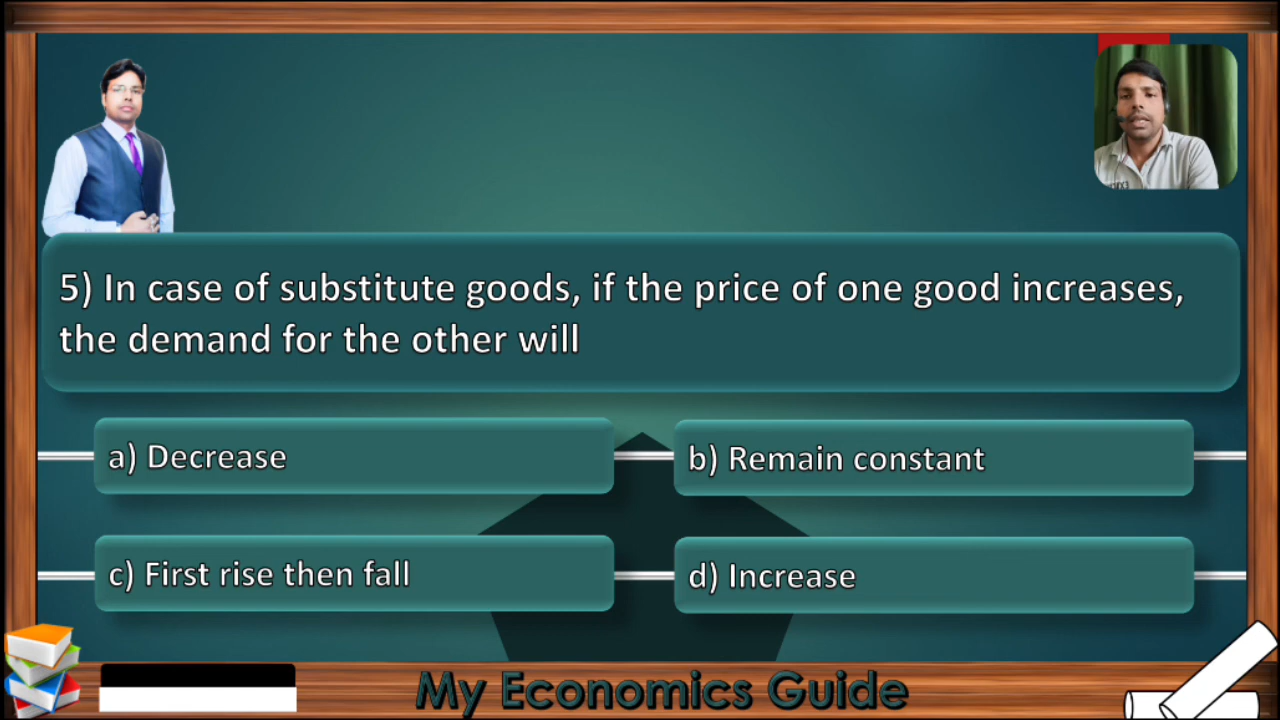 5) In case of substitute goods, if the price of one good increases,
the demand for the other will
a) Decrease
b) Remain constant
c) First rise then fall
d) Increase
My Economics Guide